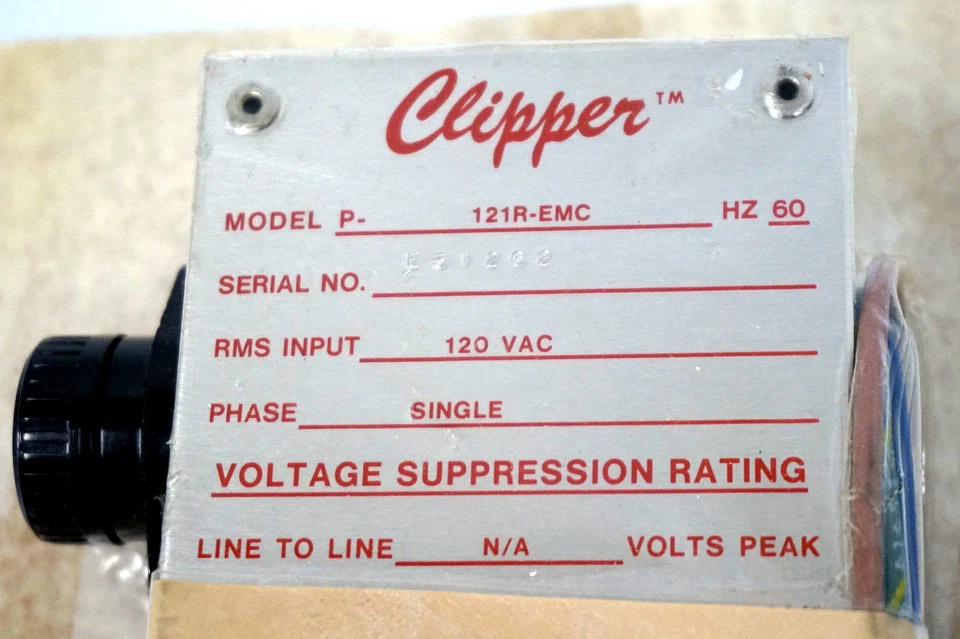 Clipper™
MODEL P- 121R-EMC HZ 60
SERIAL NO.
RMS INPUT 120 VAC
PHASE SINGLE
VOLTAGE SUPPRESSION RATING
LINE TO LINE N/A VOLTS PEAK